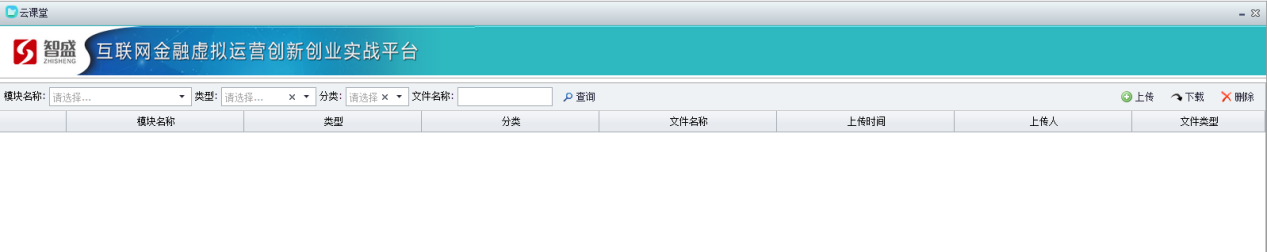 云课堂
智盛 ZHISHENG 互联网金融虚拟运营创新创业实战平台
模块名称: 请选择... 类型: 请选择... 分类: 请选择 文件名称: 查询 上传 下载 删除
模块名称 类型 分类 文件名称 上传时间 上传人 文件类型